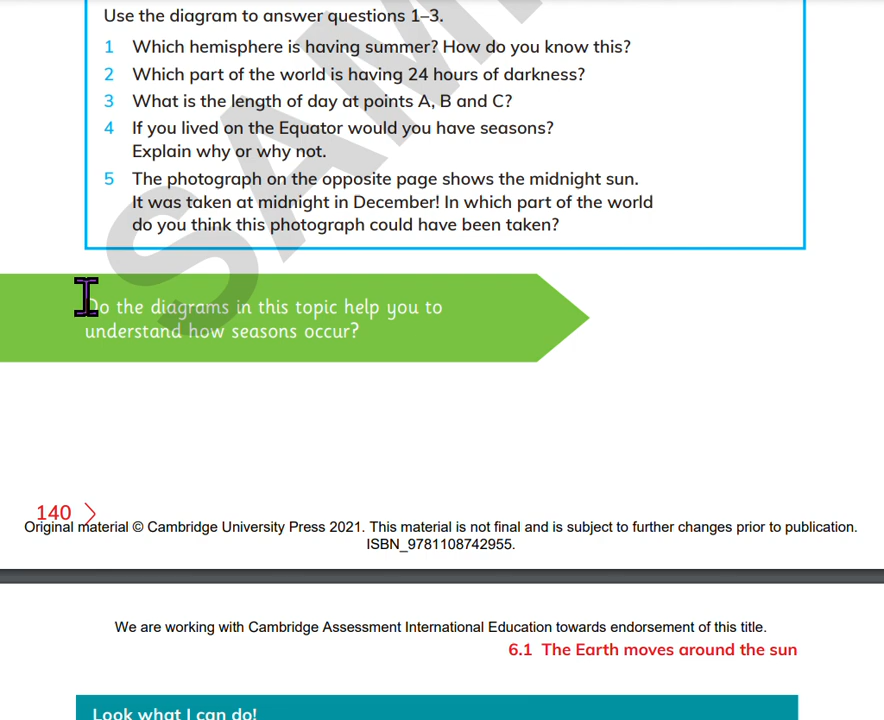 Use the diagram to answer questions 1–3.
1 Which hemisphere is having summer? How do you know this?
2 Which part of the world is having 24 hours of darkness?
3 What is the length of day at points A, B and C?
4 If you lived on the Equator would you have seasons?
Explain why or why not.
5 The photograph on the opposite page shows the midnight sun.
It was taken at midnight in December! In which part of the world
do you think this photograph could have been taken?
SAM
Do the diagrams in this topic help you to
understand how seasons occur?
140
Original material © Cambridge University Press 2021. This material is not final and is subject to further changes prior to publication.
ISBN_9781108742955.
We are working with Cambridge Assessment International Education towards endorsement of this title.
6.1 The Earth moves around the sun
Look what I can do!